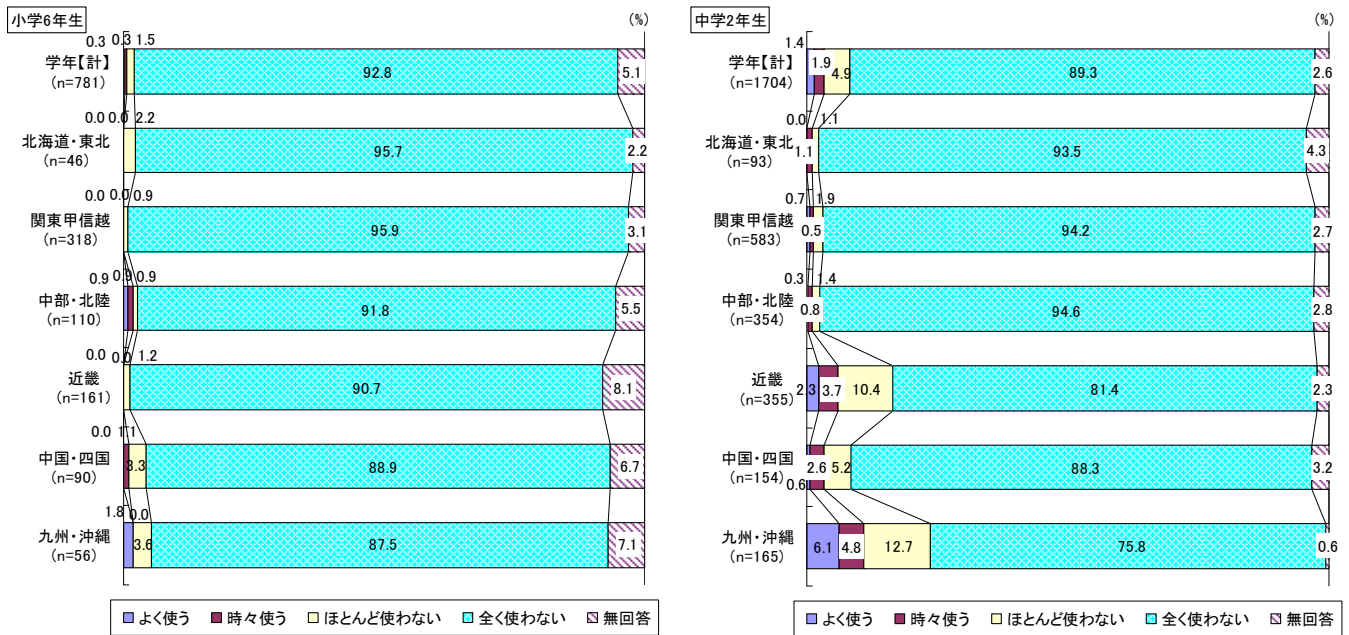 小学6年生
(%)
0.3 0.3 1.5
学年【計】
(n=781)
92.8
5.1
0.0 0.0 2.2
北海道・東北
(n=46)
95.7
2.2
0.0 0.0 0.9
関東甲信越
(n=318)
95.9
3.1
0.9 0.9 0.9
中部・北陸
(n=110)
91.8
5.5
0.0 0.0 1.2
近畿
(n=161)
90.7
8.1
0.0 1.1
中国・四国
(n=90)
3.3
88.9
6.7
1.8 0.0
九州・沖縄
(n=56)
3.6
87.5
7.1
よく使う 時々使う ほとんど使わない 全く使わない 無回答
中学2年生
(%)
1.4
学年【計】
(n=1704)
1.9
4.9
89.3
2.6
0.0 1.1
北海道・東北
(n=93)
1.1
93.5
4.3
0.7 1.9
関東甲信越
(n=583)
0.5
94.2
2.7
0.3 1.4
中部・北陸
(n=354)
0.8
94.6
2.8
近畿
(n=355)
2.3
3.7
10.4
81.4
2.3
中国・四国
(n=154)
0.6
2.6
5.2
88.3
3.2
九州・沖縄
(n=165)
6.1
4.8
12.7
75.8
0.6
よく使う 時々使う ほとんど使わない 全く使わない 無回答